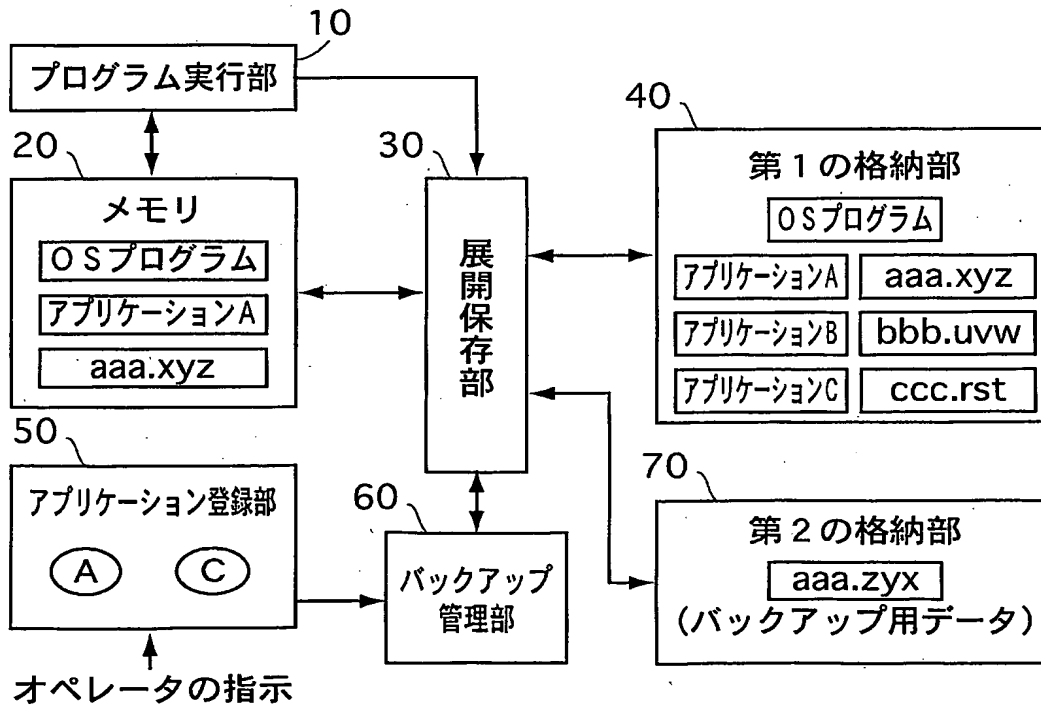 10
プログラム実行部
20
メモリ
OSプログラム
アプリケーションA
aaa.xyz
30
展開保存部
40
第1の格納部
OSプログラム
アプリケーションA
aaa.xyz
アプリケーションB
bbb.uvw
アプリケーションC
ccc.rst
50
アプリケーション登録部
A
C
オペレータの指示
60
バックアップ
管理部
70
第2の格納部
aaa.zyx
(バックアップ用データ)